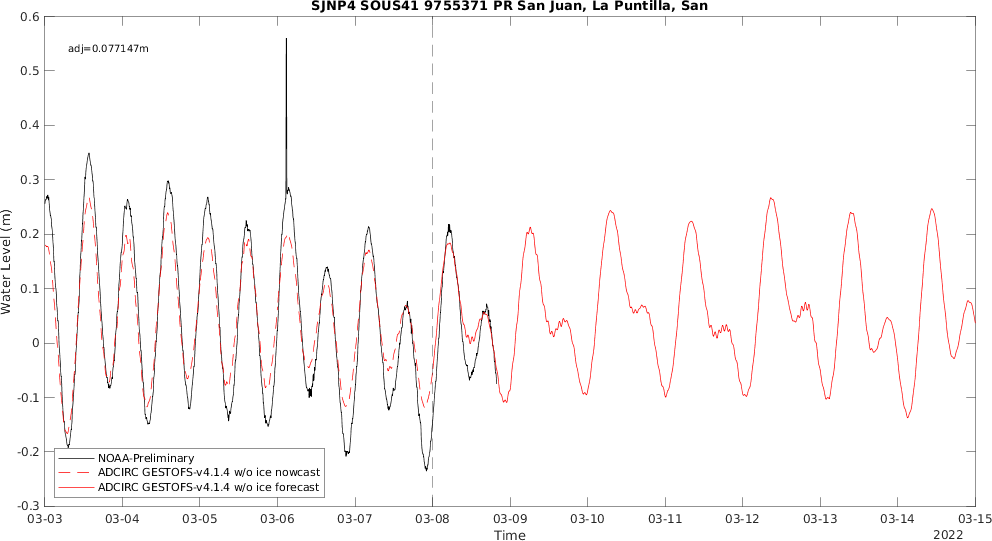 SJNP4 SOUS41 9755371 PR San Juan, La Puntilla, San
adj=0.077147m
0.6
0.5
0.4
0.3
0.2
0.1
0
-0.1
-0.2
-0.3
Water Level (m)
NOAA-Preliminary
ADCIRC GESTOFS-v4.1.4 w/o ice nowcast
ADCIRC GESTOFS-v4.1.4 w/o ice forecast
03-03 03-04 03-05 03-06 03-07 03-08 03-09 03-10 03-11 03-12 03-13 03-14 03-15
Time
2022